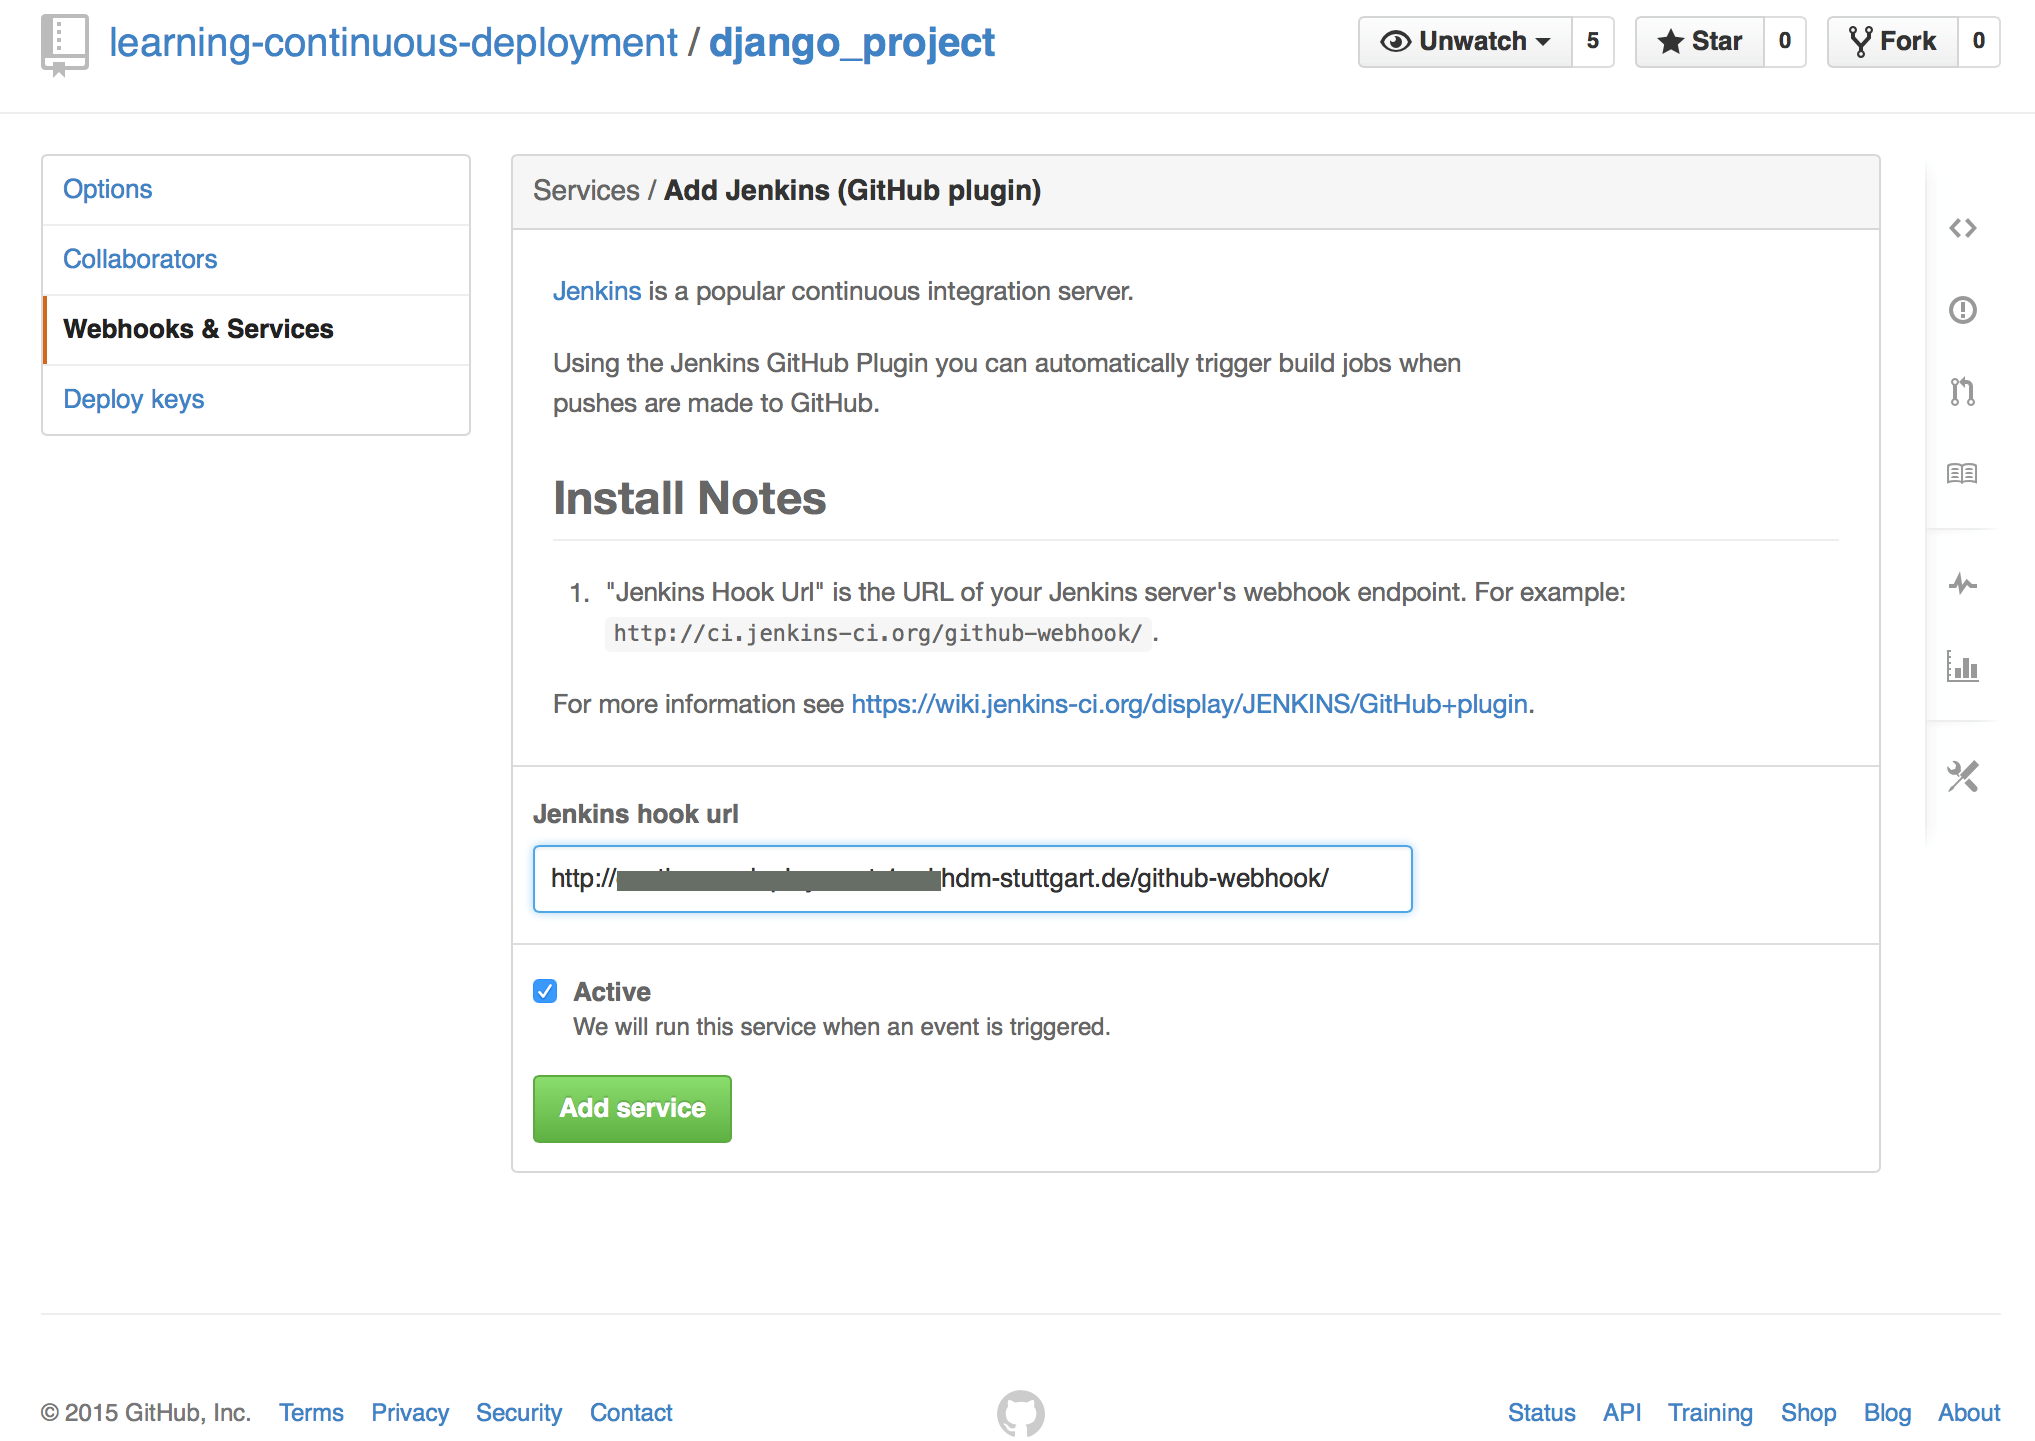 learning-continuous-deployment / django_project
Unwatch 5 Star 0 Fork 0
Options
Collaborators
Webhooks & Services
Deploy keys
Services / Add Jenkins (GitHub plugin)
Jenkins is a popular continuous integration server.
Using the Jenkins GitHub Plugin you can automatically trigger build jobs when
pushes are made to GitHub.
Install Notes
1. "Jenkins Hook Url" is the URL of your Jenkins server's webhook endpoint. For example:
http://ci.jenkins-ci.org/github-webhook/ .
For more information see https://wiki.jenkins-ci.org/display/JENKINS/GitHub+plugin.
Jenkins hook url
http:// hdm-stuttgart.de/github-webhook/
Active
We will run this service when an event is triggered.
Add service
© 2015 GitHub, Inc. Terms Privacy Security Contact Status API Training Shop Blog About